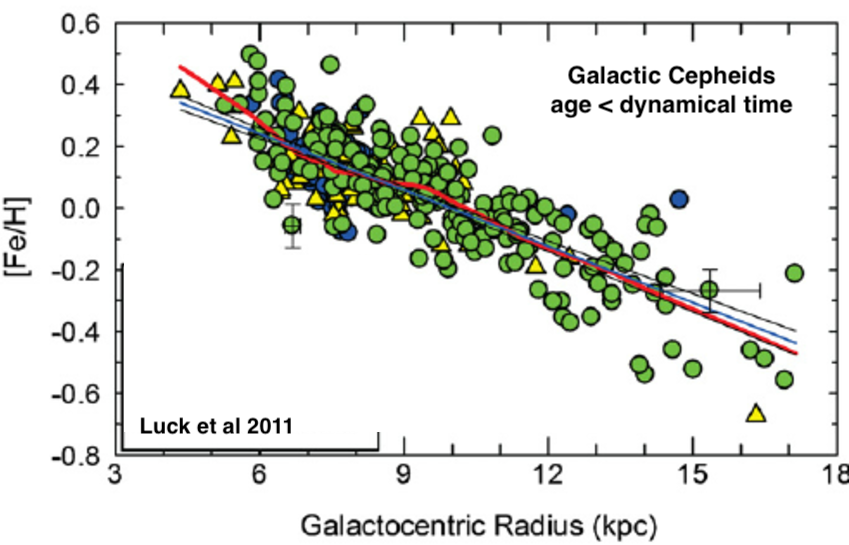 0.6
0.4
0.2
0.0
-0.2
-0.4
-0.6
-0.8
[Fe/H]
Galactic Cepheids
age < dynamical time
Luck et al 2011
3 6 9 12 15 18
Galactocentric Radius (kpc)